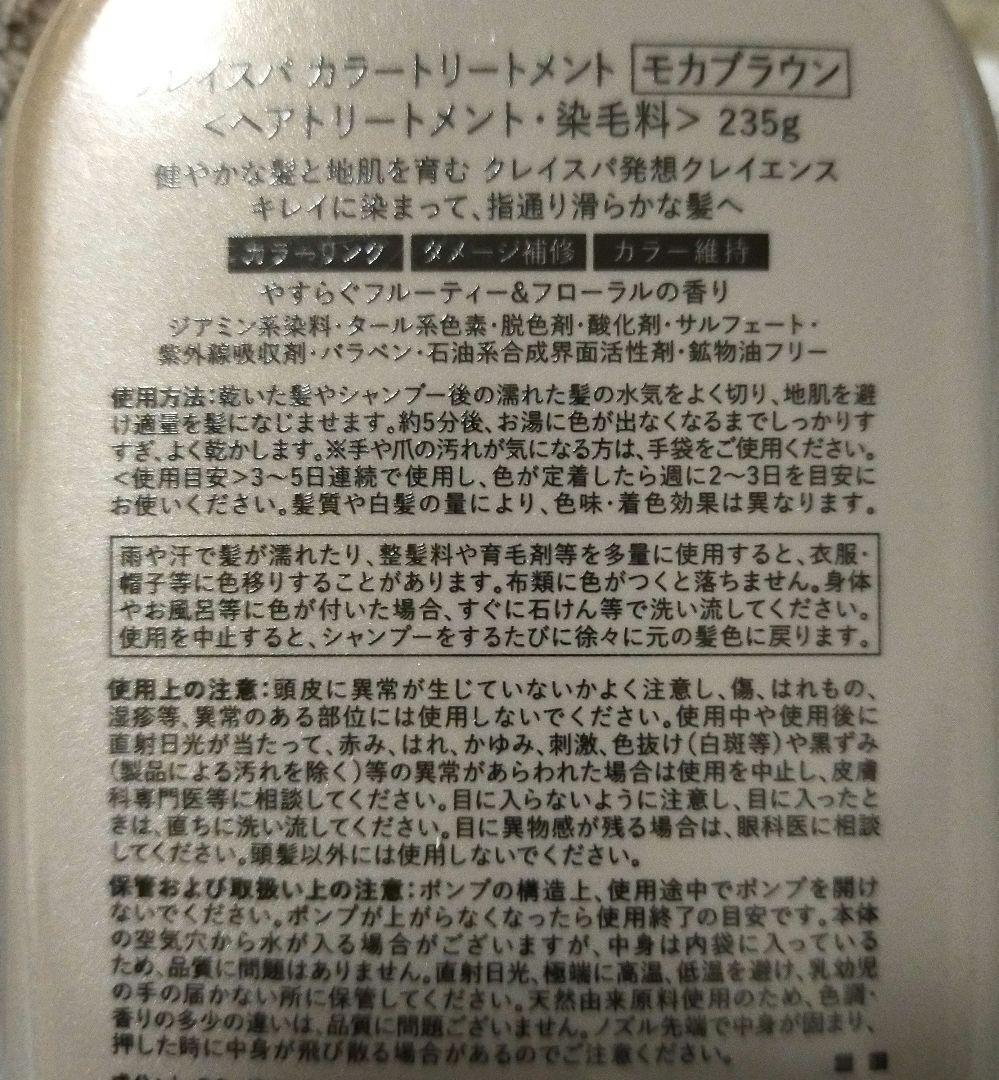 クレイスパ カラートリートメント モカブラウン
<ヘアトリートメント・染毛料> 235g
健やかな髪と地肌を育む クレイスパ発想クレイエンス
キレイに染まって、指通り滑らかな髪へ
カラーリング ダメージ補修 カラー維持
やすらぐフルーティー&フローラルの香り
ジアミン系染料・タール系色素・脱色剤・酸化剤・サルフェート・
紫外線吸収剤・パラベン・石油系合成界面活性剤・鉱物油フリー
使用方法:乾いた髪やシャンプー後の濡れた髪の水気をよく切り、地肌を避
け適量を髪になじませます。約5分後、お湯に色が出なくなるまでしっかりす
すぎ、よく乾かします。※手や爪の汚れが気になる方は、手袋をご使用ください。
<使用目安>3~5日連続で使用し、色が定着したら週に2~3日を目安に
お使いください。髪質や白髪の量により、色味・着色効果は異なります。
雨や汗で髪が濡れたり、整髪料や育毛剤等を多量に使用すると、衣服・
帽子等に色移りすることがあります。布類に色がつくと落ちません。身体
やお風呂等に色が付いた場合、すぐに石けん等で洗い流してください。
使用を中止すると、シャンプーをするたびに徐々に元の髪色に戻ります。
使用上の注意:頭皮に異常が生じていないかよく注意し、傷、はれもの、
湿疹等、異常のある部位には使用しないでください。使用中や使用後に
直射日光が当たって、赤み、はれ、かゆみ、刺激、色抜け(白斑等)や黒ずみ
(製品による汚れを除く)等の異常があらわれた場合は使用を中止し、皮膚
科専門医等に相談してください。目に入らないように注意し、目に入ったと
きは、直ちに洗い流してください。目に異物感が残る場合は、眼科医に相談
してください。頭髪以外には使用しないでください。
保管および取扱い上の注意:ポンプの構造上、使用途中でポンプを開け
ないでください。ポンプが上がらなくなったら使用終了の目安です。本体
の空気穴から水が入る場合がございますが、中身は内袋に入っている
ため、品質に問題はありません。直射日光、極端に高温、低温を避け、乳幼児
の手の届かない所に保管してください。天然由来原料使用のため、色調・
香りの多少の違いは、品質に問題ございません。ノズル先端で中身が固まり、
押した時に中身が飛び散る場合があるのでご注意ください。